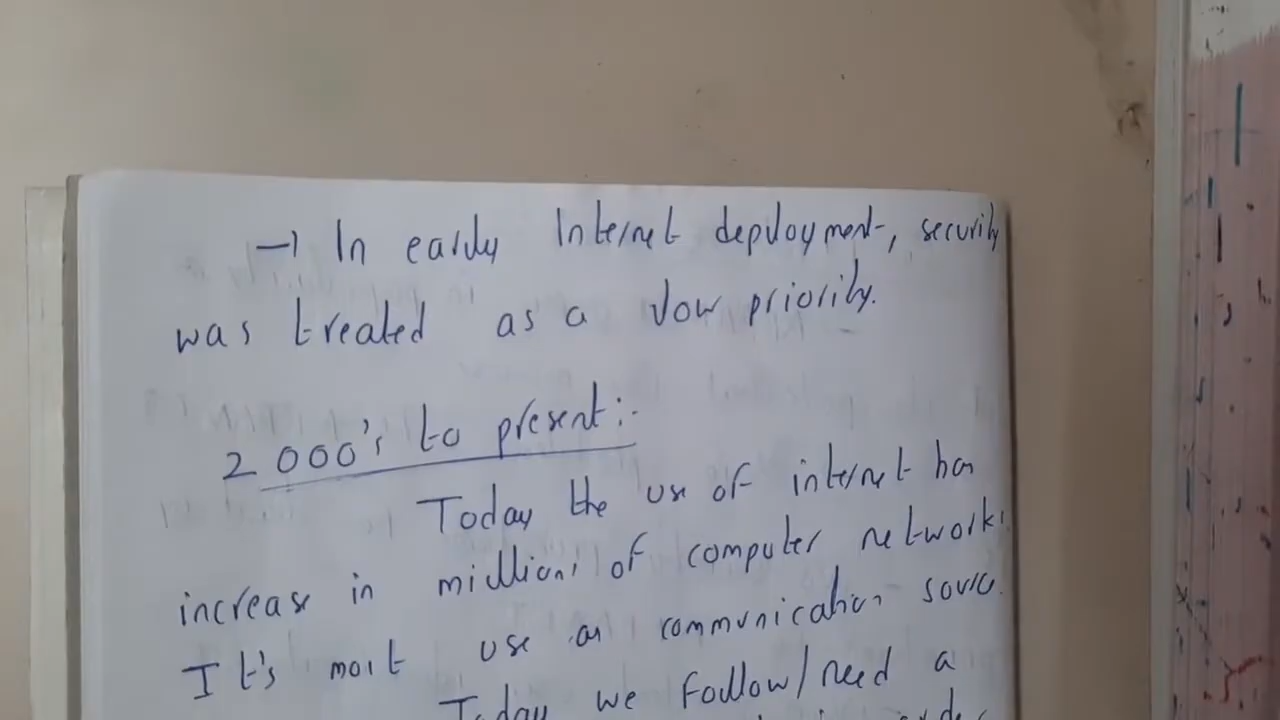 → In early Internet deployment, security
was treated as a low priority.
2000's to present:-
Today the use of internet has
increase in millions of computer networks
It's most use as communication source.
Today we follow/need a